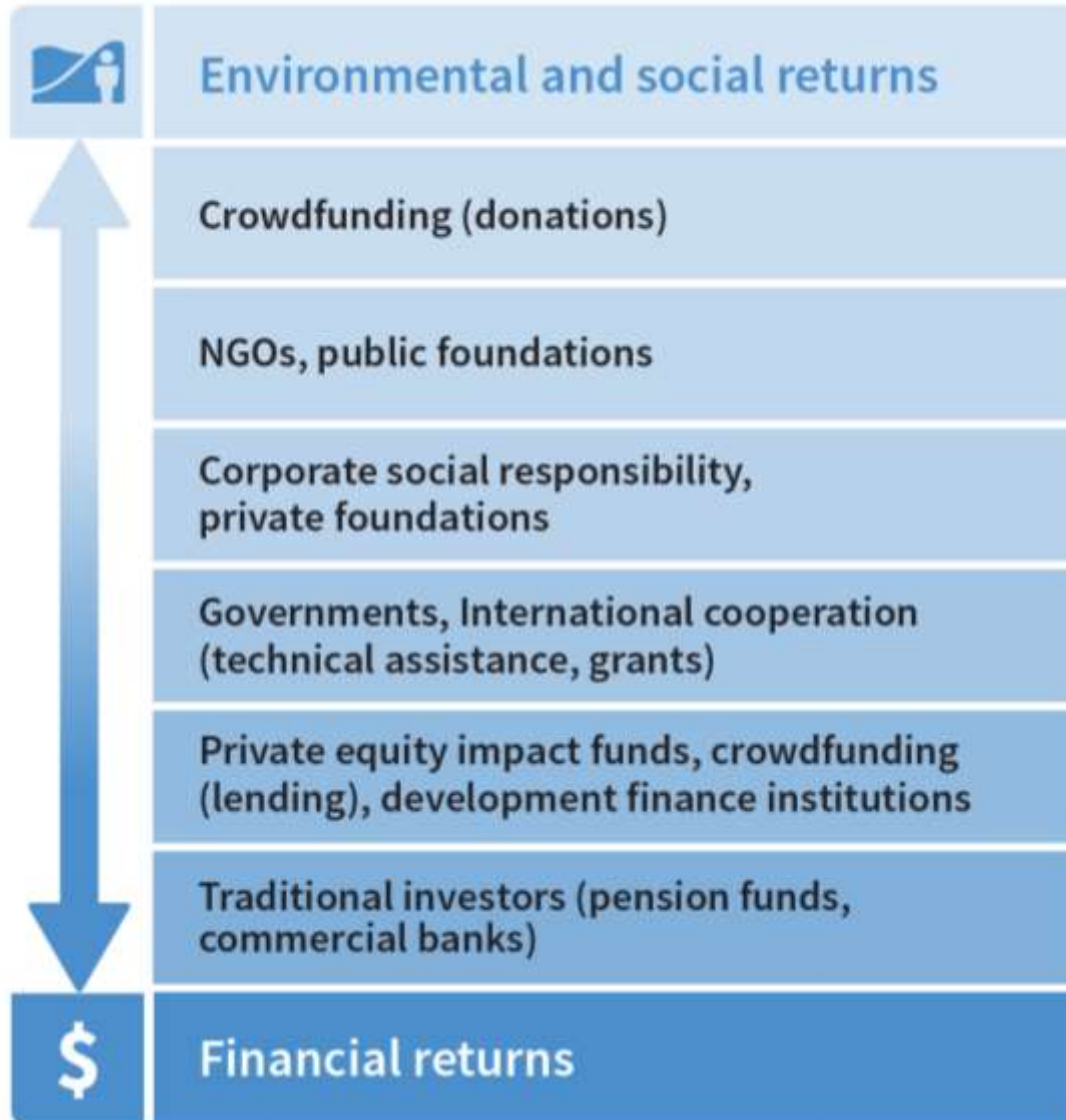 Environmental and social returns
Crowdfunding (donations)
NGOs, public foundations
Corporate social responsibility,
private foundations
Governments, International cooperation
(technical assistance, grants)
Private equity impact funds, crowdfunding
(lending), development finance institutions
Traditional investors (pension funds,
commercial banks)
$ Financial returns